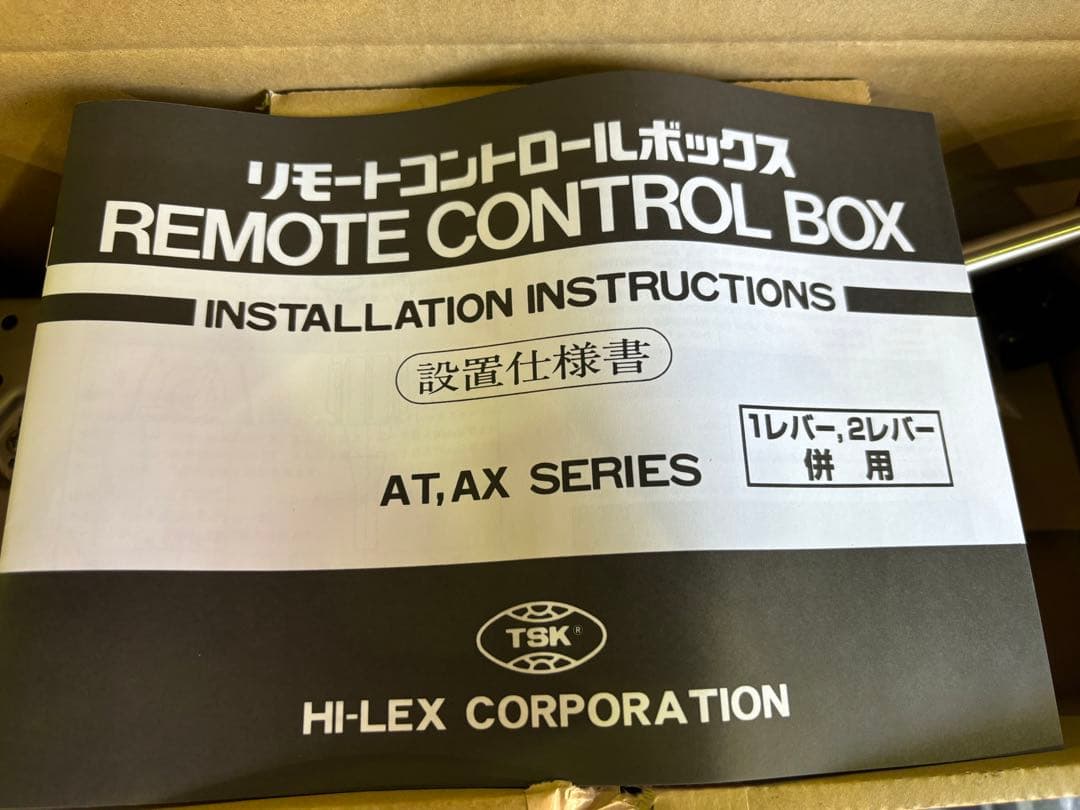 リモートコントロールボックス
REMOTE CONTROL BOX
INSTALLATION INSTRUCTIONS
設置仕様書
1レバー,2レバー
併用
AT,AX SERIES
TSK®
HI-LEX CORPORATION